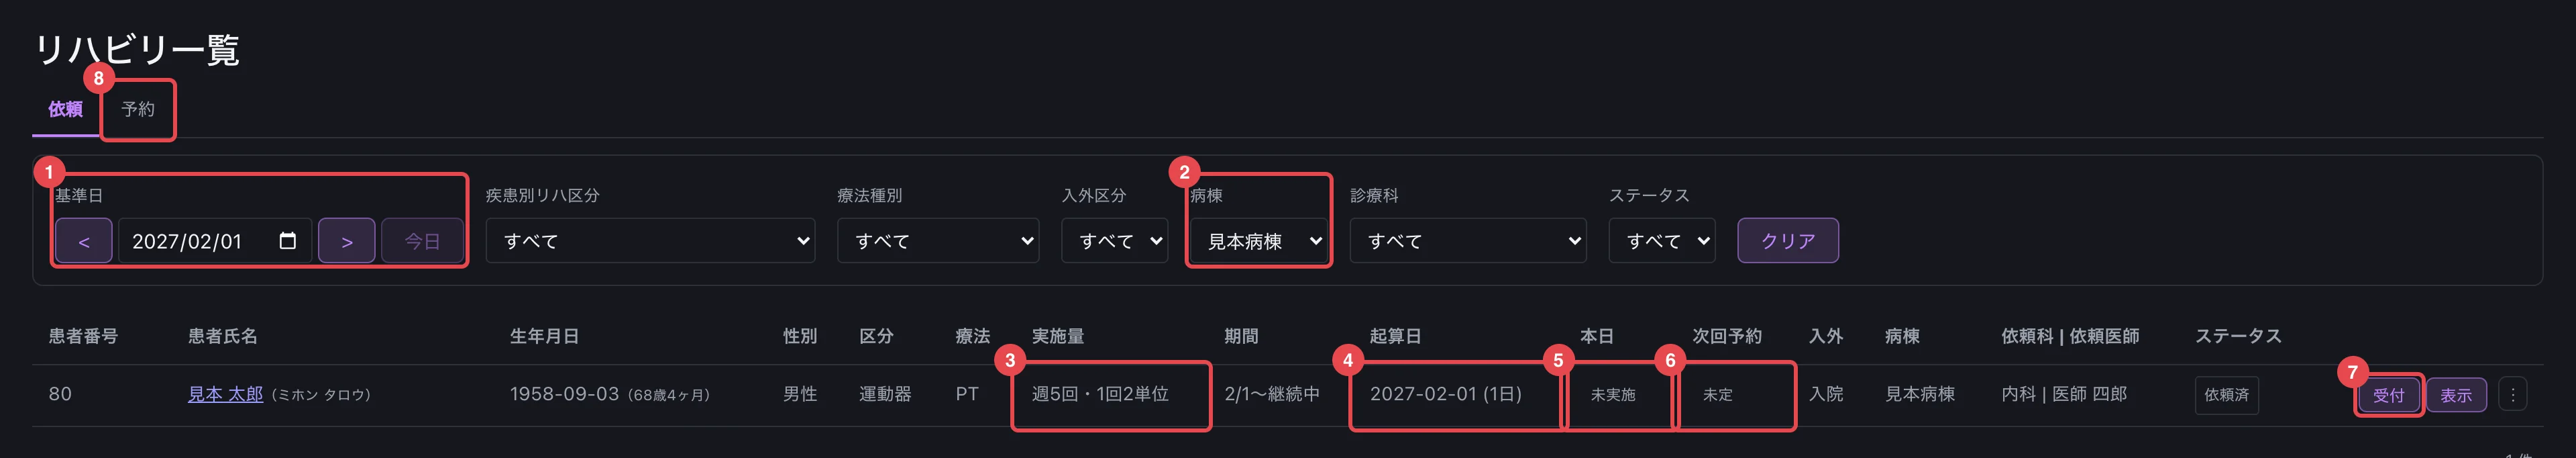 リハビリ一覧
8
依頼 予約
1 2
基準日 疾患別リハ区分 療法種別 入外区分 病棟 診療科 ステータス
< 2027/02/01 > 今日 すべて すべて すべて 見本病棟 すべて すべて クリア
患者番号 患者氏名 生年月日 性別 区分 療法 実施量 期間 起算日 本日 次回予約 入外 病棟 依頼科 | 依頼医師 ステータス
3 4 5 6 7
80 見本 太郎 (ミホン タロウ) 1958-09-03 (68歳4ヶ月) 男性 運動器 PT 週5回・1回2単位 2/1〜継続中 2027-02-01 (1日) 未実施 未定 入院 見本病棟 内科 | 医師 四郎 依頼済 受付 表示 ⋮